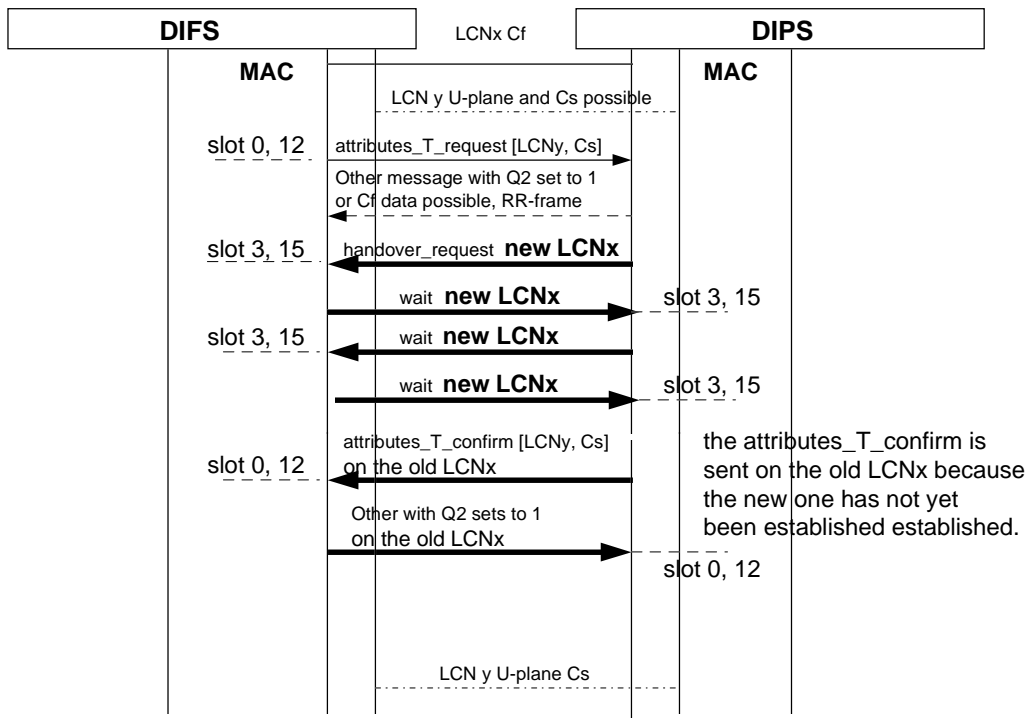 DIFS
LCNx Cf
DIPS
MAC
MAC
LCN y U-plane and Cs possible
slot 0, 12
attributes_T_request [LCNy, Cs]
Other message with Q2 set to 1
or Cf data possible, RR-frame
slot 3, 15
handover_request new LCNx
wait new LCNx
slot 3, 15
slot 3, 15
wait new LCNx
wait new LCNx
slot 3, 15
attributes_T_confirm [LCNy, Cs]
on the old LCNx
slot 0, 12
the attributes_T_confirm is
sent on the old LCNx because
the new one has not yet
been established established.
Other with Q2 sets to 1
on the old LCNx
slot 0, 12
LCN y U-plane Cs